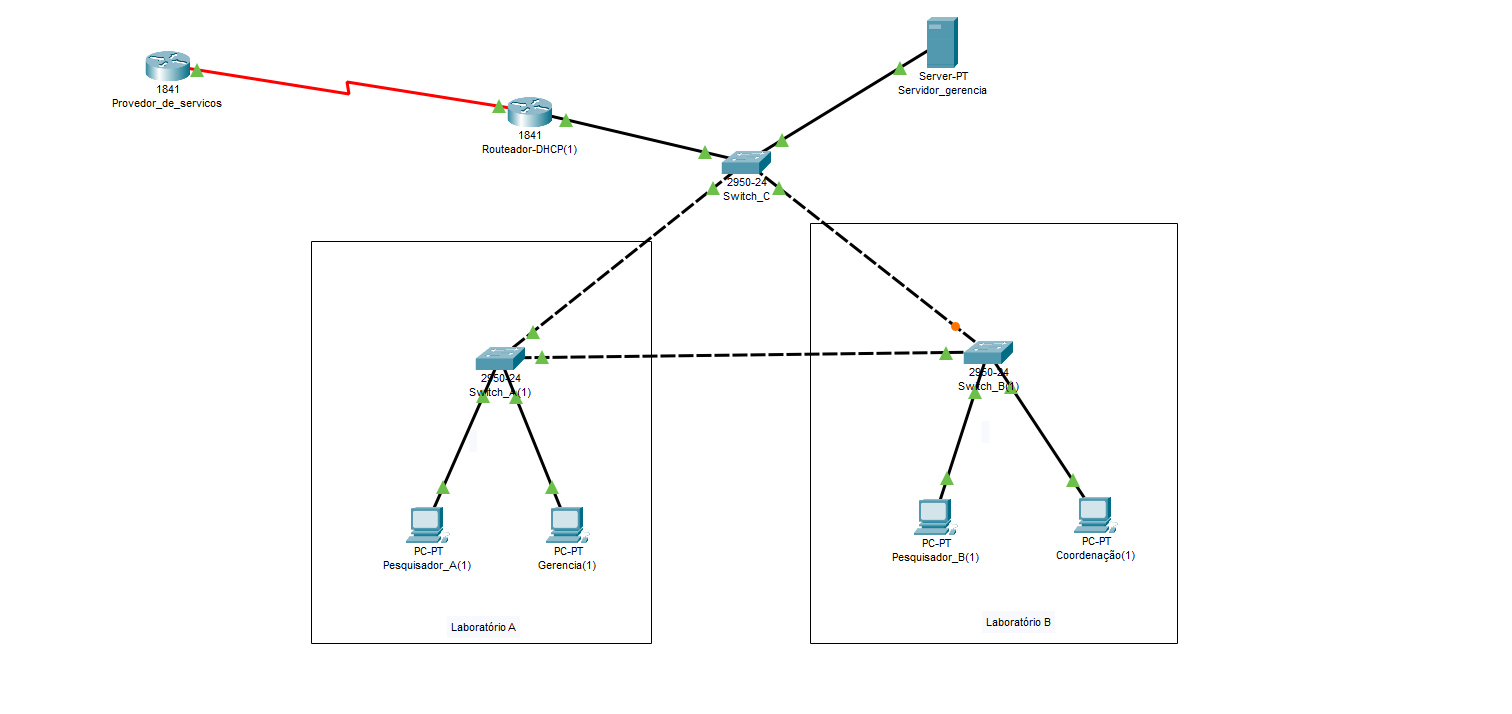 Server-PT
Servidor_gerencia
1841
Provedor_de_servicos
1841
Routeador-DHCP(1)
2950-24
Switch_C
2950-24
Switch_A(1)
2950-24
Switch_B(1)
PC-PT
Pesquisador_A(1)
PC-PT
Gerencia(1)
PC-PT
Pesquisador_B(1)
PC-PT
Coordenação(1)
Laboratório A
Laboratório B